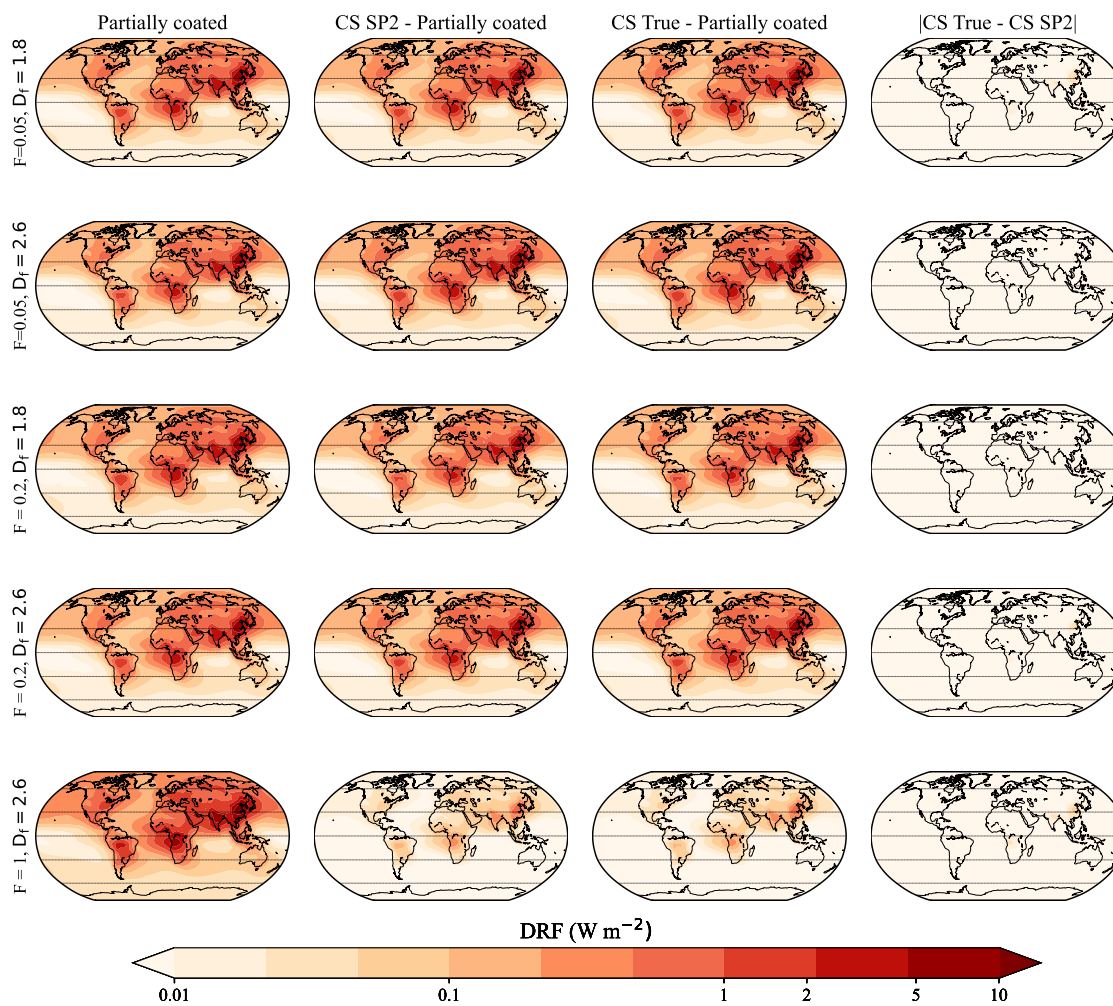 Partially coated
CS SP2 - Partially coated
CS True - Partially coated
|CS True - CS SP2|
F=0.05, D_f = 1.8
F=0.05, D_f = 2.6
F = 0.2, D_f = 1.8
F = 0.2, D_f = 2.6
F = 1, D_f = 2.6
DRF (W m⁻²)
0.01 0.1 1 2 5 10